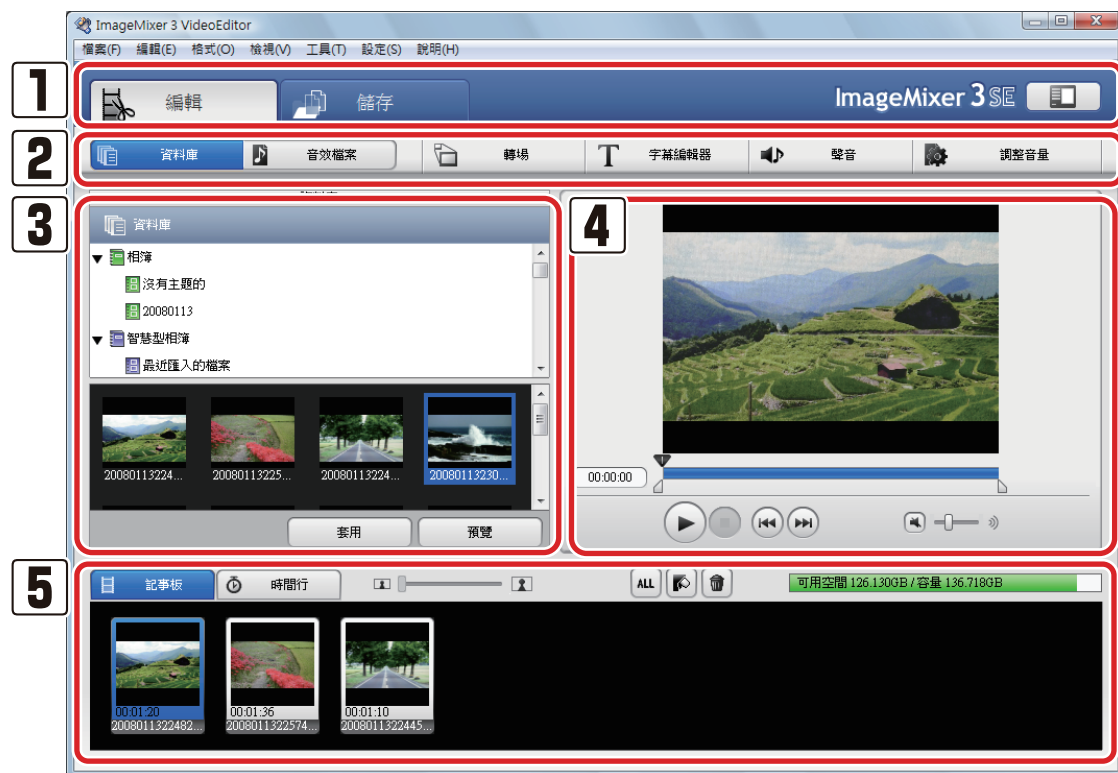 ImageMixer 3 VideoEditor
檔案(F) 編輯(E) 格式(O) 檢視(V) 工具(T) 設定(S) 說明(H)
1
編輯 儲存 ImageMixer 3 SE
2
資料庫 音效檔案 轉場 T 字幕編輯器 聲音 調整音量
3
資料庫
相簿
沒有主題的
20080113
智慧型相簿
最近匯入的檔案
20080113224... 20080113225... 20080113224... 20080113230...
套用 預覽
4
00:00:00
5
記事板 時間行 ALL 可用空間 126.130GB / 容量 136.718GB
00:01:20 00:01:36 00:01:10
2008011322482... 2008011322574... 2008011322445...